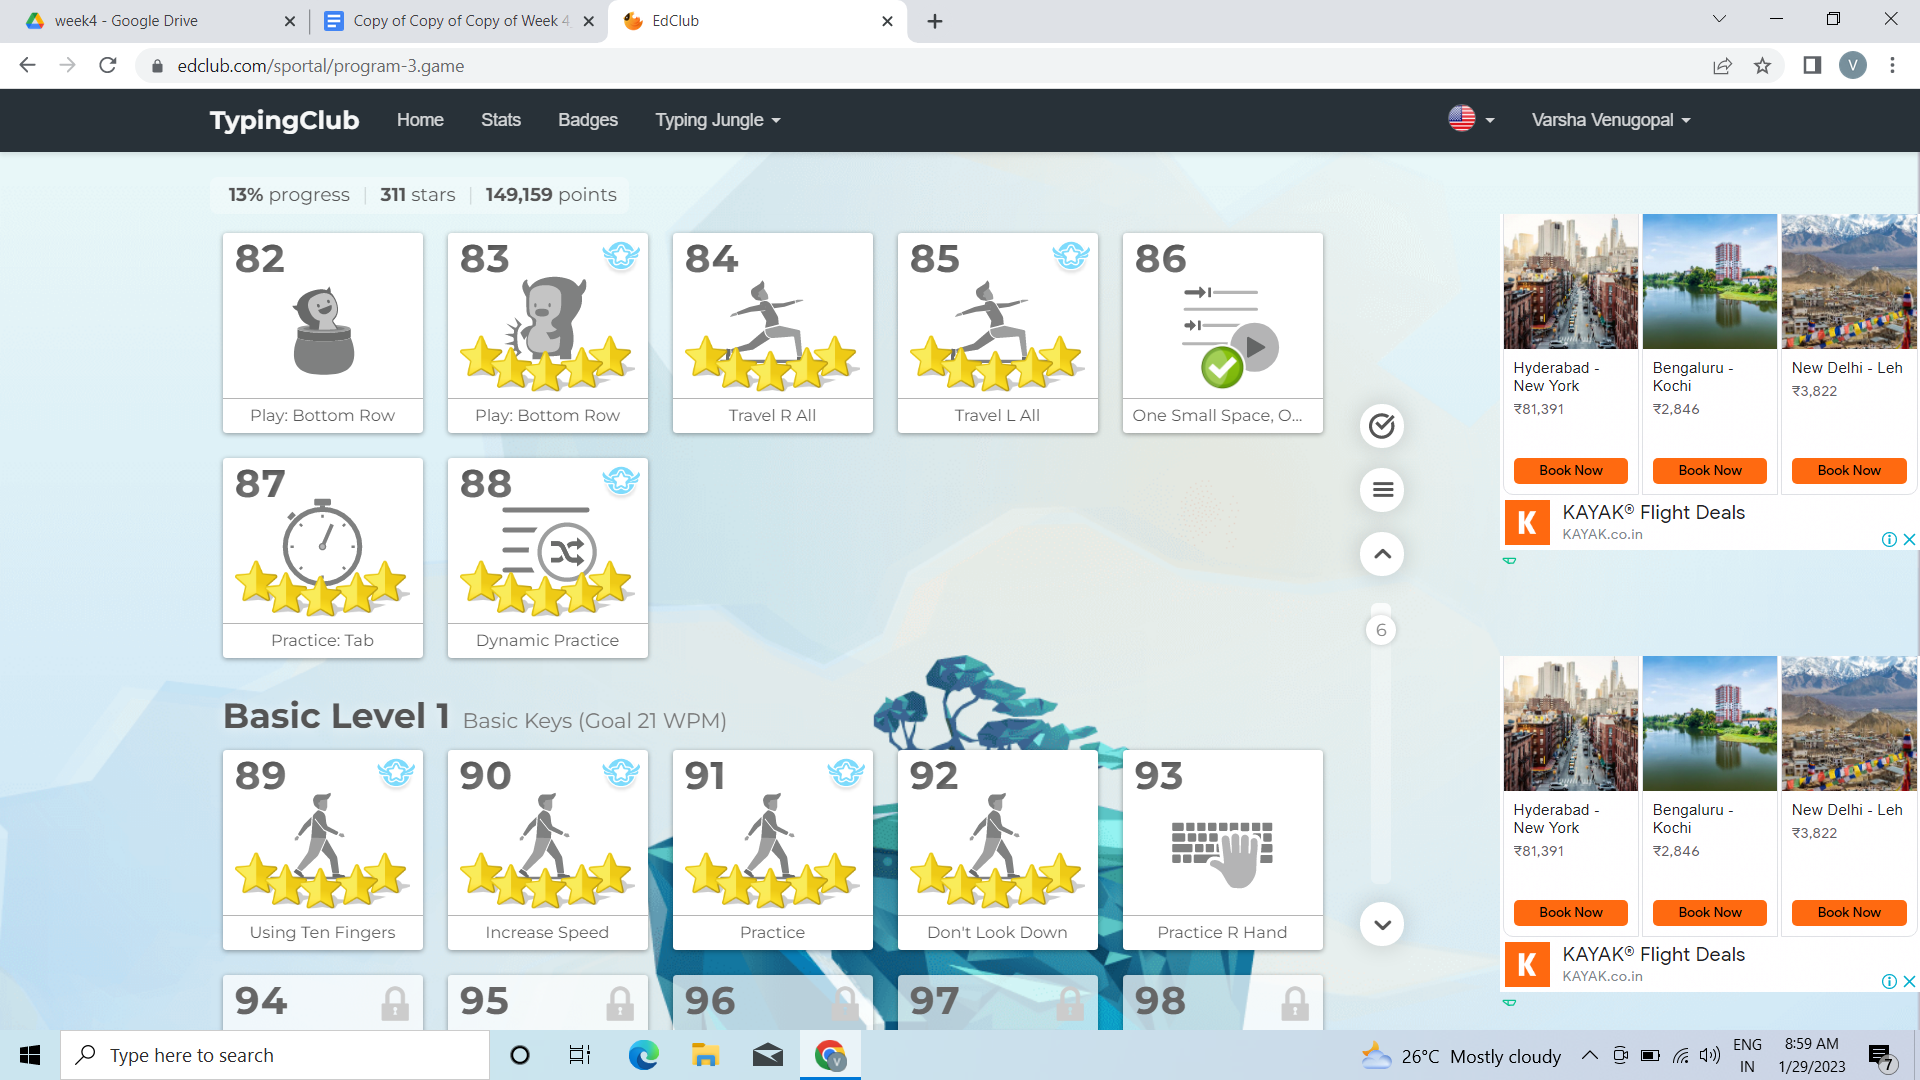 week4 - Google Drive
Copy of Copy of Copy of Week 4
EdClub
edclub.com/sportal/program-3.game
V
TypingClub
Home
Stats
Badges
Typing Jungle
Varsha Venugopal
13% progress
311 stars
149,159 points
82
Play: Bottom Row
83
Play: Bottom Row
84
Travel R All
85
Travel L All
86
One Small Space, O...
87
Practice: Tab
88
Dynamic Practice
6
Basic Level 1 Basic Keys (Goal 21 WPM)
89
Using Ten Fingers
90
Increase Speed
91
Practice
92
Don't Look Down
93
Practice R Hand
94
95
96
97
98
Hyderabad -
New York
₹81,391
Book Now
Bengaluru -
Kochi
₹2,846
Book Now
New Delhi - Leh
₹3,822
Book Now
K
KAYAK® Flight Deals
KAYAK.co.in
Hyderabad -
New York
₹81,391
Book Now
Bengaluru -
Kochi
₹2,846
Book Now
New Delhi - Leh
₹3,822
Book Now
K
KAYAK® Flight Deals
KAYAK.co.in
Type here to search
V
26°C Mostly cloudy
ENG
IN
8:59 AM
1/29/2023
7